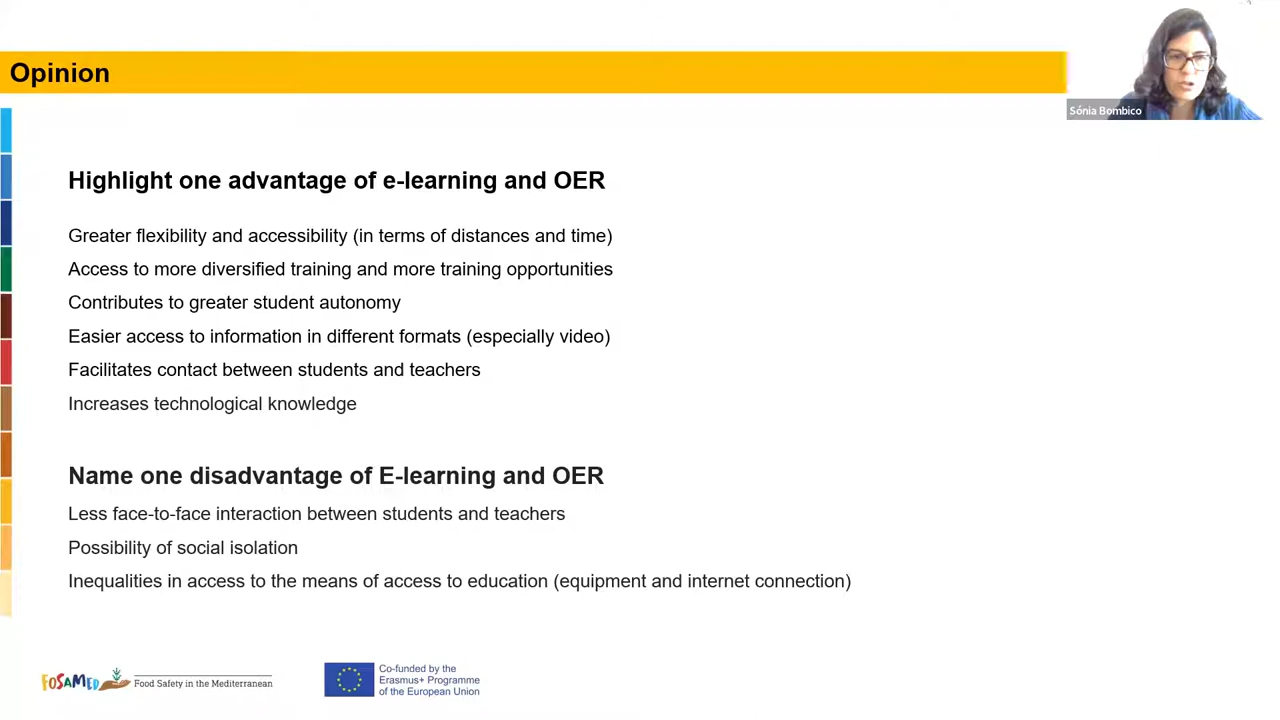 Opinion
Sónia Bombico
Highlight one advantage of e-learning and OER
Greater flexibility and accessibility (in terms of distances and time)
Access to more diversified training and more training opportunities
Contributes to greater student autonomy
Easier access to information in different formats (especially video)
Facilitates contact between students and teachers
Increases technological knowledge
Name one disadvantage of E-learning and OER
Less face-to-face interaction between students and teachers
Possibility of social isolation
Inequalities in access to the means of access to education (equipment and internet connection)
FOSAMED
Food Safety in the Mediterranean
Co-funded by the
Erasmus+ Programme
of the European Union